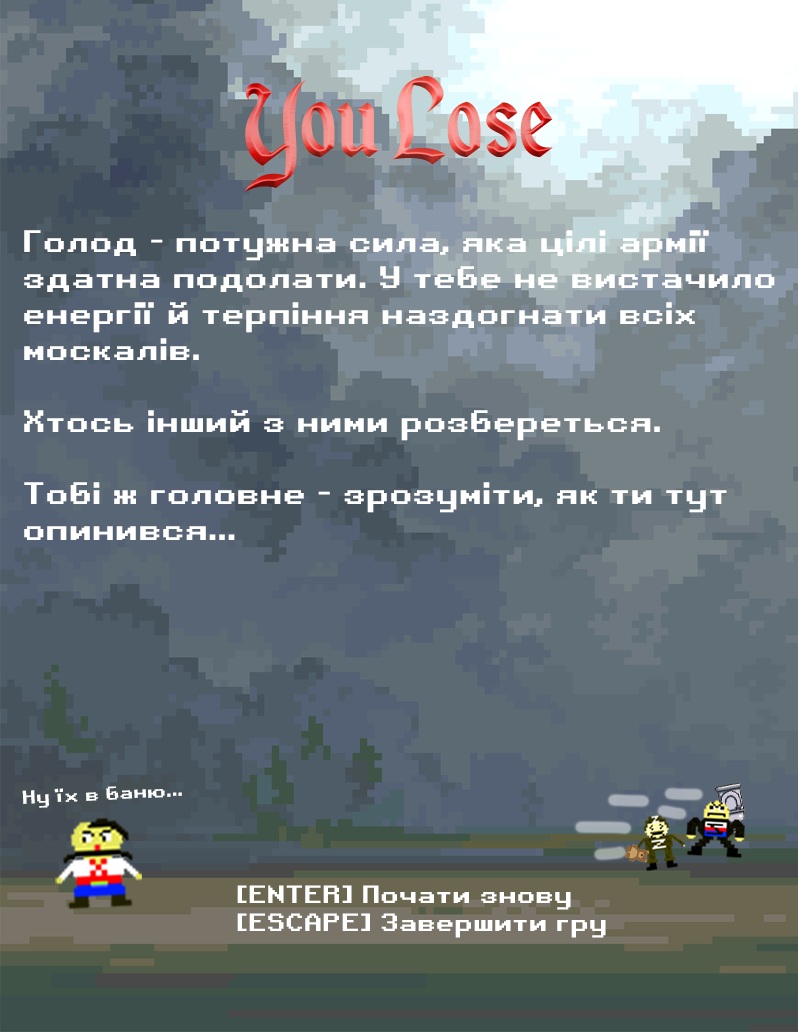 You Lose
Голод - потужна сила, яка цілі армії
здатна подолати. У тебе не вистачило
енергії й терпіння наздогнати всіх
москалів.
Хтось інший з ними розбереться.
Тобі ж головне - зрозуміти, як ти тут
опинився...
Ну їх в баню...
[ENTER] Почати знову
[ESCAPE] Завершити гру